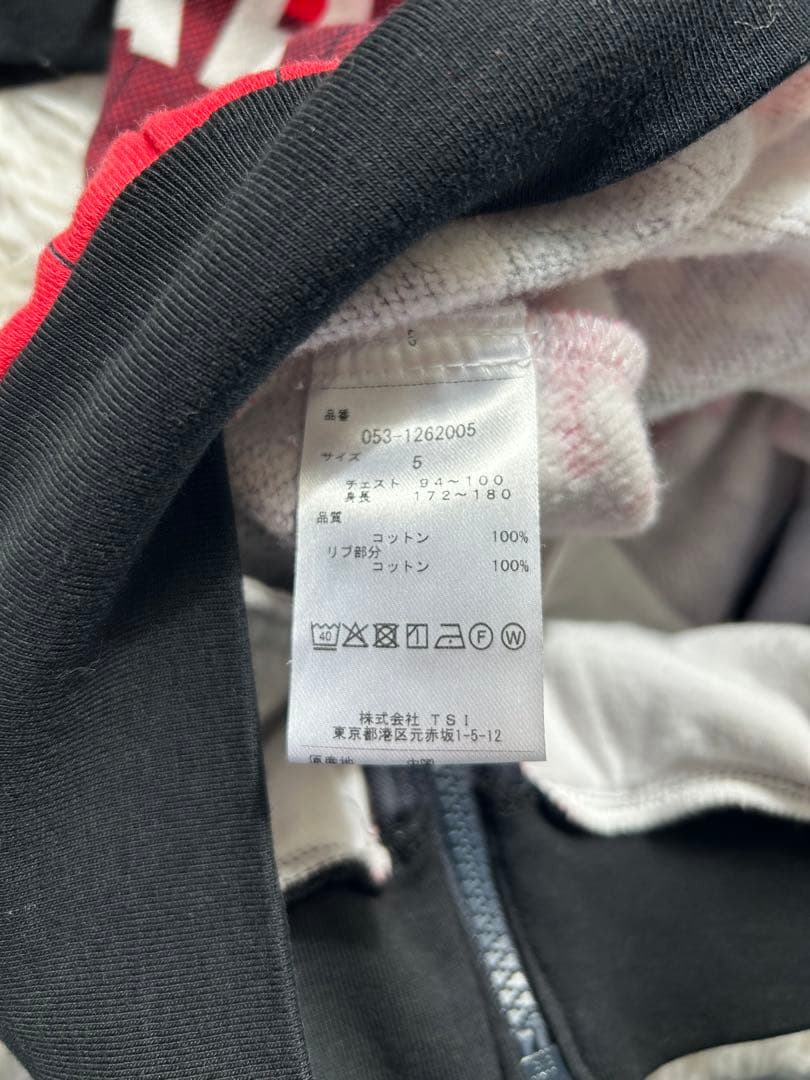 品番
053-1262005
サイズ
5
チェスト 94～100
身長 172～180
品質
コットン 100%
リブ部分
コットン 100%
40
F W
株式会社 TSI
東京都港区元赤坂1-5-12